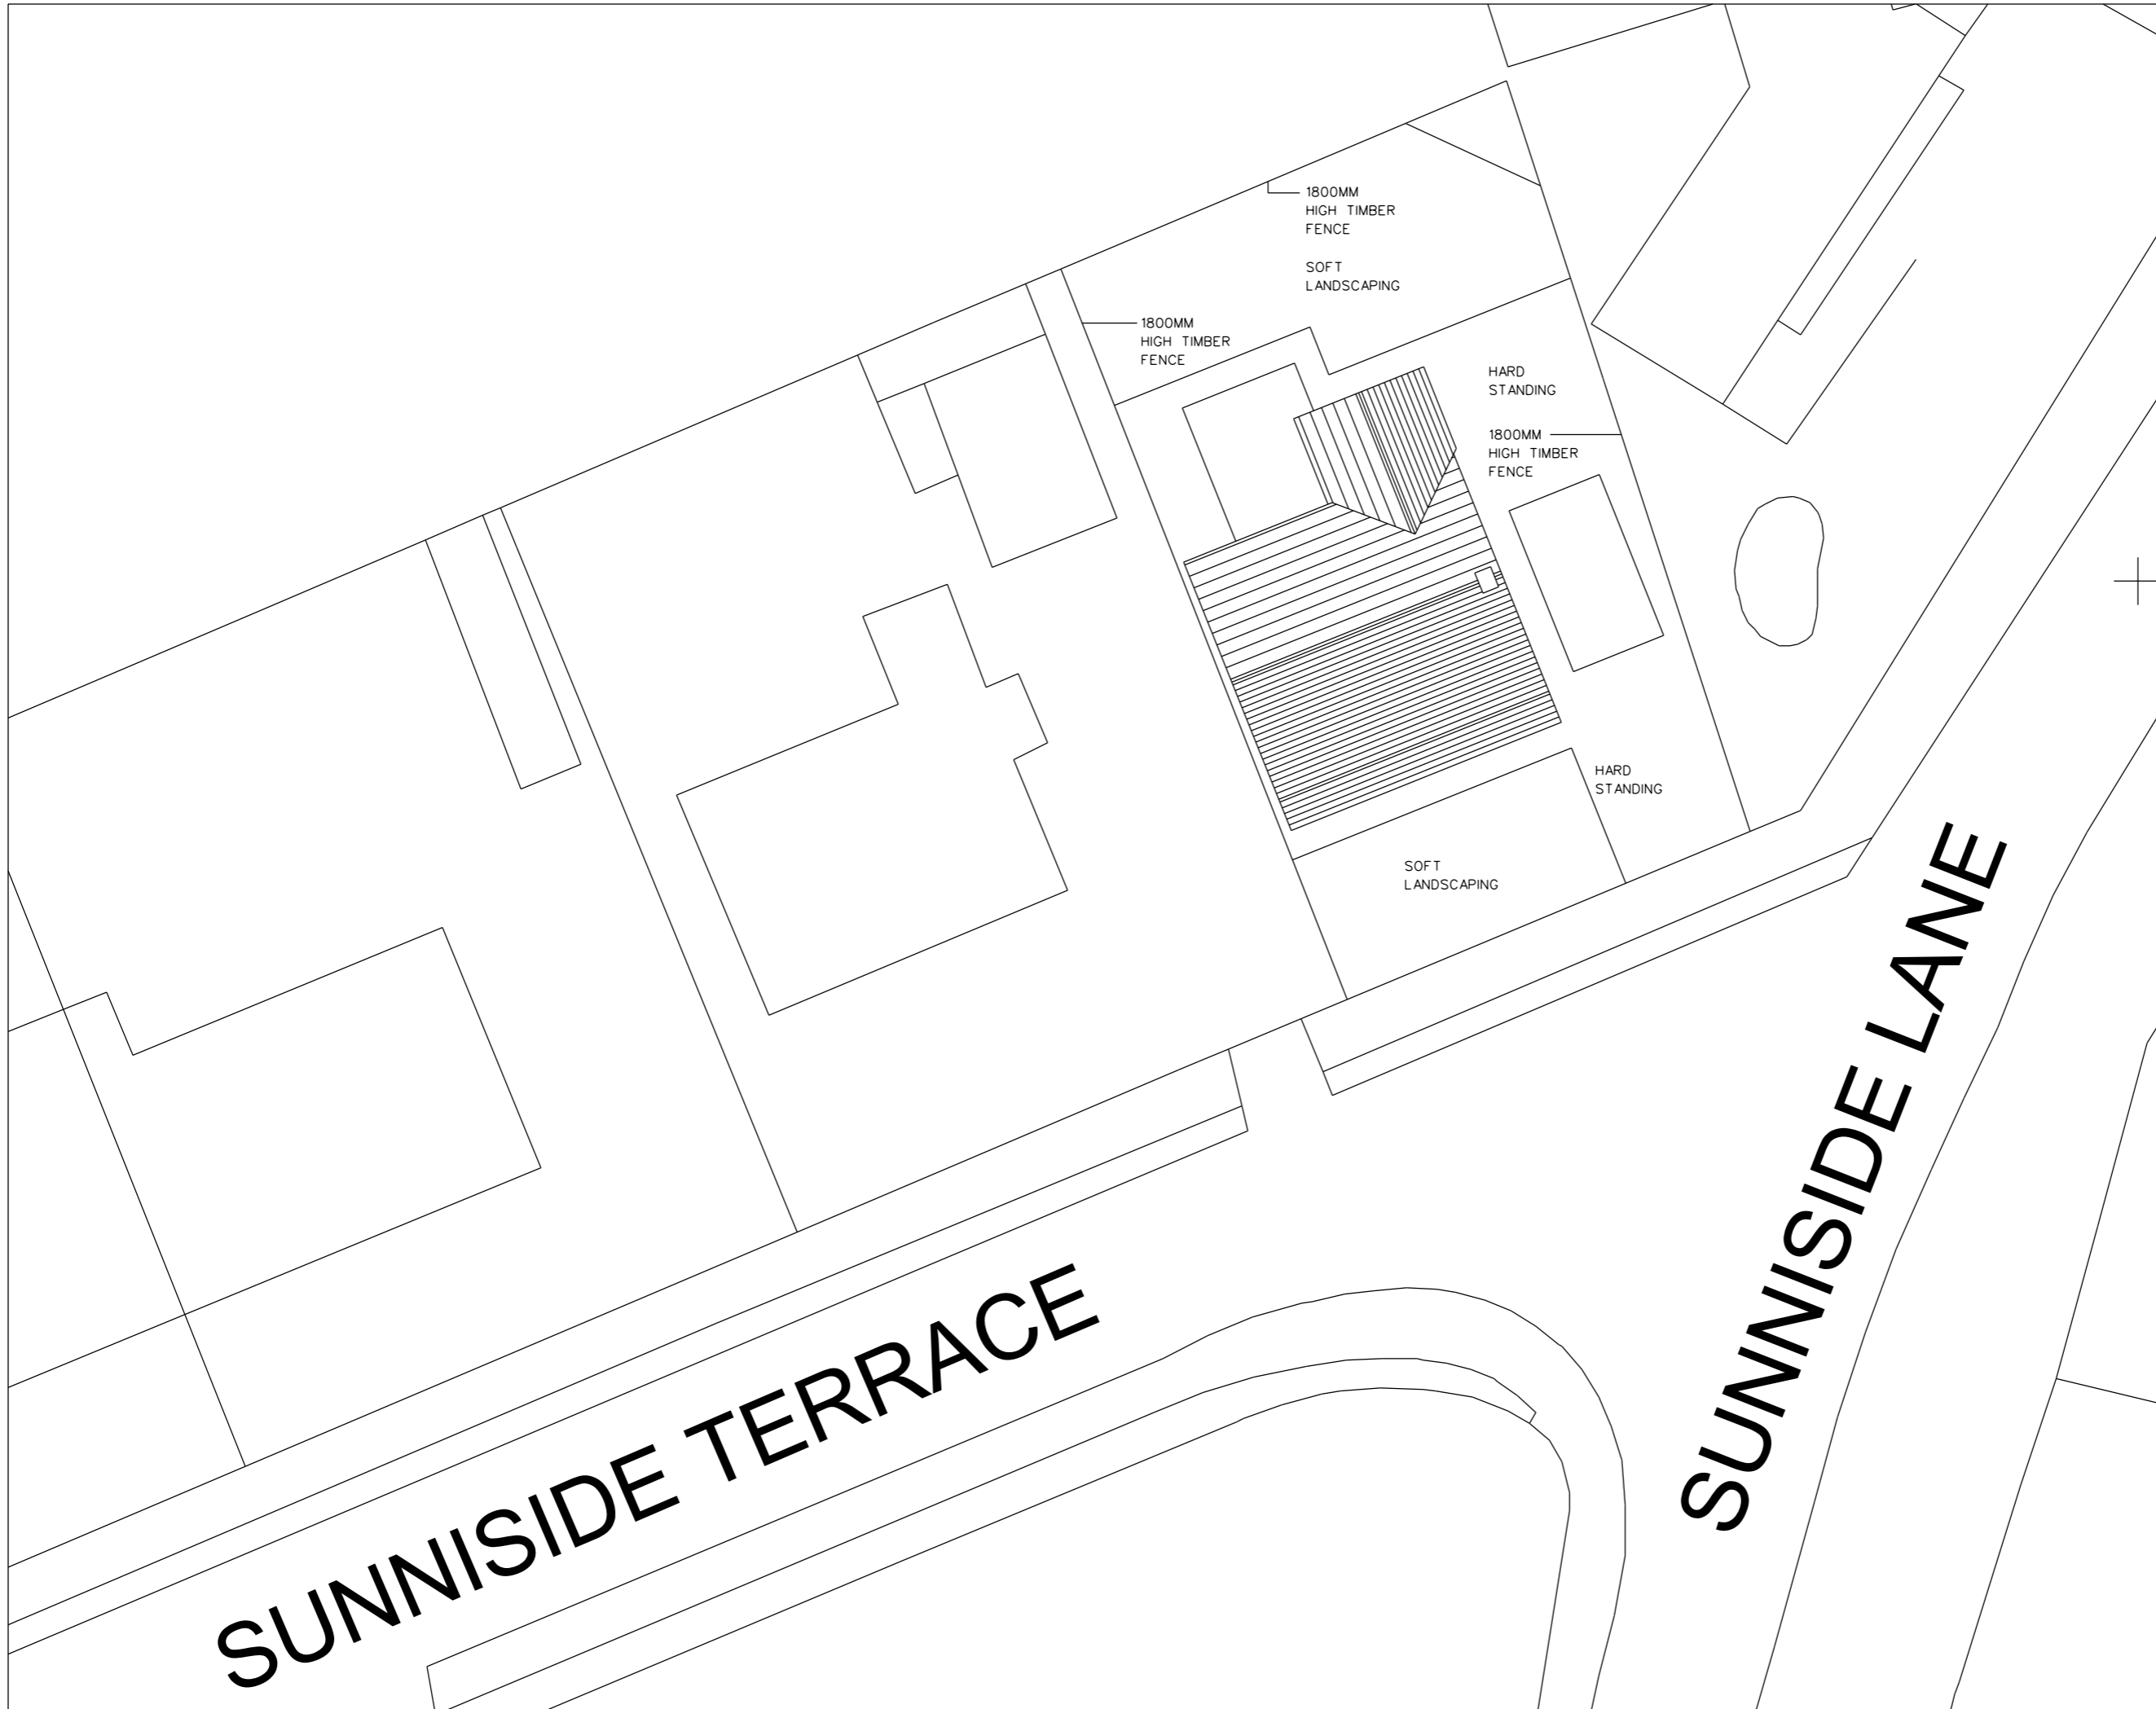 1800MM
HIGH TIMBER
FENCE
SOFT
LANDSCAPING
1800MM
HIGH TIMBER
FENCE
HARD
STANDING
1800MM
HIGH TIMBER
FENCE
HARD
STANDING
SOFT
LANDSCAPING
SUNNISIDE LANE
SUNNISIDE TERRACE